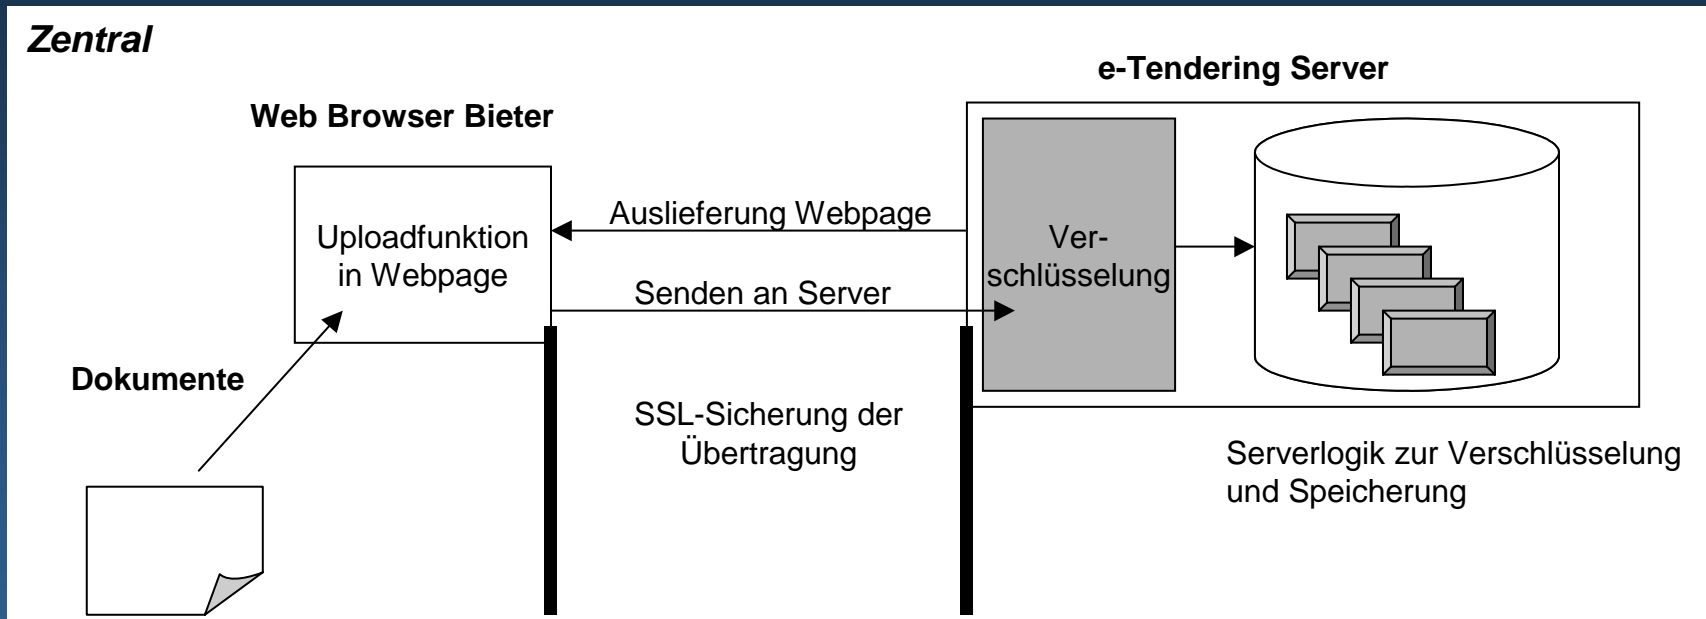 Zentral
e-Tendering Server
Web Browser Bieter
Auslieferung Webpage
Uploadfunktion
in Webpage
Ver-
schlüsselung
Senden an Server
Dokumente
SSL-Sicherung der
Übertragung
Serverlogik zur Verschlüsselung
und Speicherung